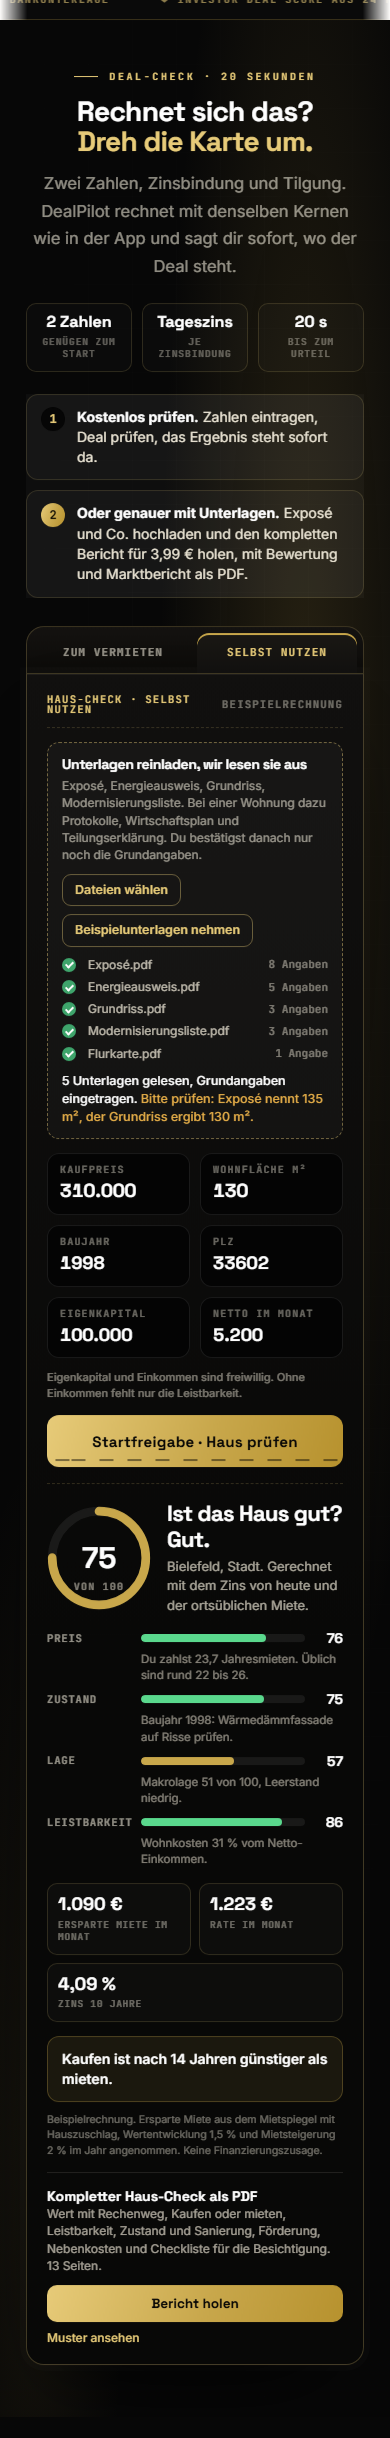 DEAL-CHECK · 20 SEKUNDEN
Rechnet sich das?
Dreh die Karte um.
Zwei Zahlen, Zinsbindung und Tilgung.
DealPilot rechnet mit denselben Kernen
wie in der App und sagt dir sofort, wo der
Deal steht.
2 Zahlen
GENÜGEN ZUM
START
Tageszins
JE
ZINSBINDUNG
20 s
BIS ZUM
URTEIL
1
Kostenlos prüfen. Zahlen eintragen,
Deal prüfen, das Ergebnis steht sofort
da.
2
Oder genauer mit Unterlagen. Exposé
und Co. hochladen und den kompletten
Bericht für 3,99 € holen, mit Bewertung
und Marktbericht als PDF.
ZUM VERMIETEN
SELBST NUTZEN
HAUS-CHECK · SELBST
NUTZEN
BEISPIELRECHNUNG
Unterlagen reinladen, wir lesen sie aus
Exposé, Energieausweis, Grundriss,
Modernisierungsliste. Bei einer Wohnung dazu
Protokolle, Wirtschaftsplan und
Teilungserklärung. Du bestätigst danach nur
noch die Grundangaben.
Dateien wählen
Beispielunterlagen nehmen
Exposé.pdf 8 Angaben
Energieausweis.pdf 5 Angaben
Grundriss.pdf 3 Angaben
Modernisierungsliste.pdf 3 Angaben
Flurkarte.pdf 1 Angabe
5 Unterlagen gelesen, Grundangaben
eingetragen. Bitte prüfen: Exposé nennt 135
m², der Grundriss ergibt 130 m².
KAUFPREIS
310.000
WOHNFLÄCHE M²
130
BAUJAHR
1998
PLZ
33602
EIGENKAPITAL
100.000
NETTO IM MONAT
5.200
Eigenkapital und Einkommen sind freiwillig. Ohne
Einkommen fehlt nur die Leistbarkeit.
Startfreigabe · Haus prüfen
75
VON 100
Ist das Haus gut?
Gut.
Bielefeld, Stadt. Gerechnet
mit dem Zins von heute und
der ortsüblichen Miete.
PREIS 76
Du zahlst 23,7 Jahresmieten. Üblich
sind rund 22 bis 26.
ZUSTAND 75
Baujahr 1998: Wärmedämmfassade
auf Risse prüfen.
LAGE 57
Makrolage 51 von 100, Leerstand
niedrig.
LEISTBARKEIT 86
Wohnkosten 31 % vom Netto-
Einkommen.
1.090 €
ERSPARTE MIETE IM
MONAT
1.223 €
RATE IM MONAT
4,09 %
ZINS 10 JAHRE
Kaufen ist nach 14 Jahren günstiger als
mieten.
Beispielrechnung. Ersparte Miete aus dem Mietspiegel mit
Hauszuschlag, Wertentwicklung 1,5 % und Mietsteigerung
2 % im Jahr angenommen. Keine Finanzierungszusage.
Kompletter Haus-Check als PDF
Wert mit Rechenweg, Kaufen oder mieten,
Leistbarkeit, Zustand und Sanierung, Förderung,
Nebenkosten und Checkliste für die Besichtigung.
13 Seiten.
Bericht holen
Muster ansehen